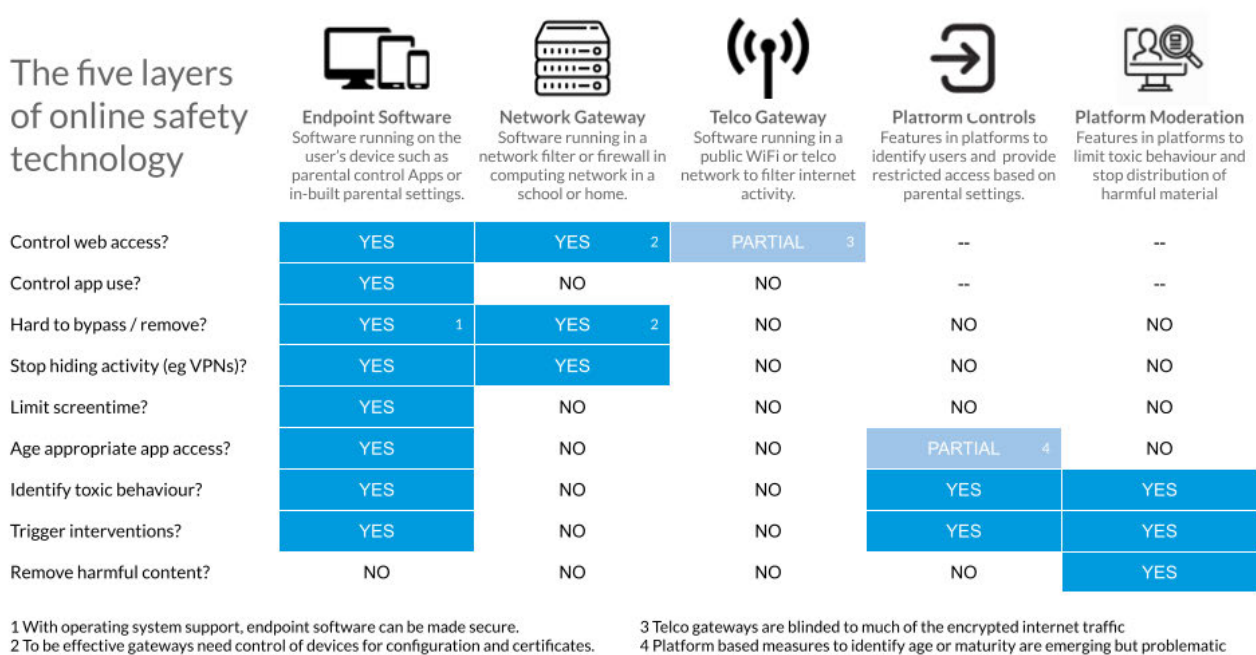 The five layers
of online safety
technology
Endpoint Software
Software running on the
user's device such as
parental control Apps or
in-built parental settings.
Network Gateway
Software running in a
network filter or firewall in
computing network in a
school or home.
Telco Gateway
Software running in a
public WiFi or telco
network to filter internet
activity.
Platform Controls
Features in platforms to
identify users and provide
restricted access based on
parental settings.
Platform Moderation
Features in platforms to
limit toxic behaviour and
stop distribution of
harmful material
Control web access? YES YES 2 PARTIAL 3 -- --
Control app use? YES NO NO -- --
Hard to bypass / remove? YES 1 YES 2 NO NO NO
Stop hiding activity (eg VPNs)? YES YES NO NO NO
Limit screentime? YES NO NO NO NO
Age appropriate app access? YES NO NO PARTIAL 4 NO
Identify toxic behaviour? YES NO NO YES YES
Trigger interventions? YES NO NO YES YES
Remove harmful content? NO NO NO NO YES
1 With operating system support, endpoint software can be made secure.
2 To be effective gateways need control of devices for configuration and certificates.
3 Telco gateways are blinded to much of the encrypted internet traffic
4 Platform based measures to identify age or maturity are emerging but problematic